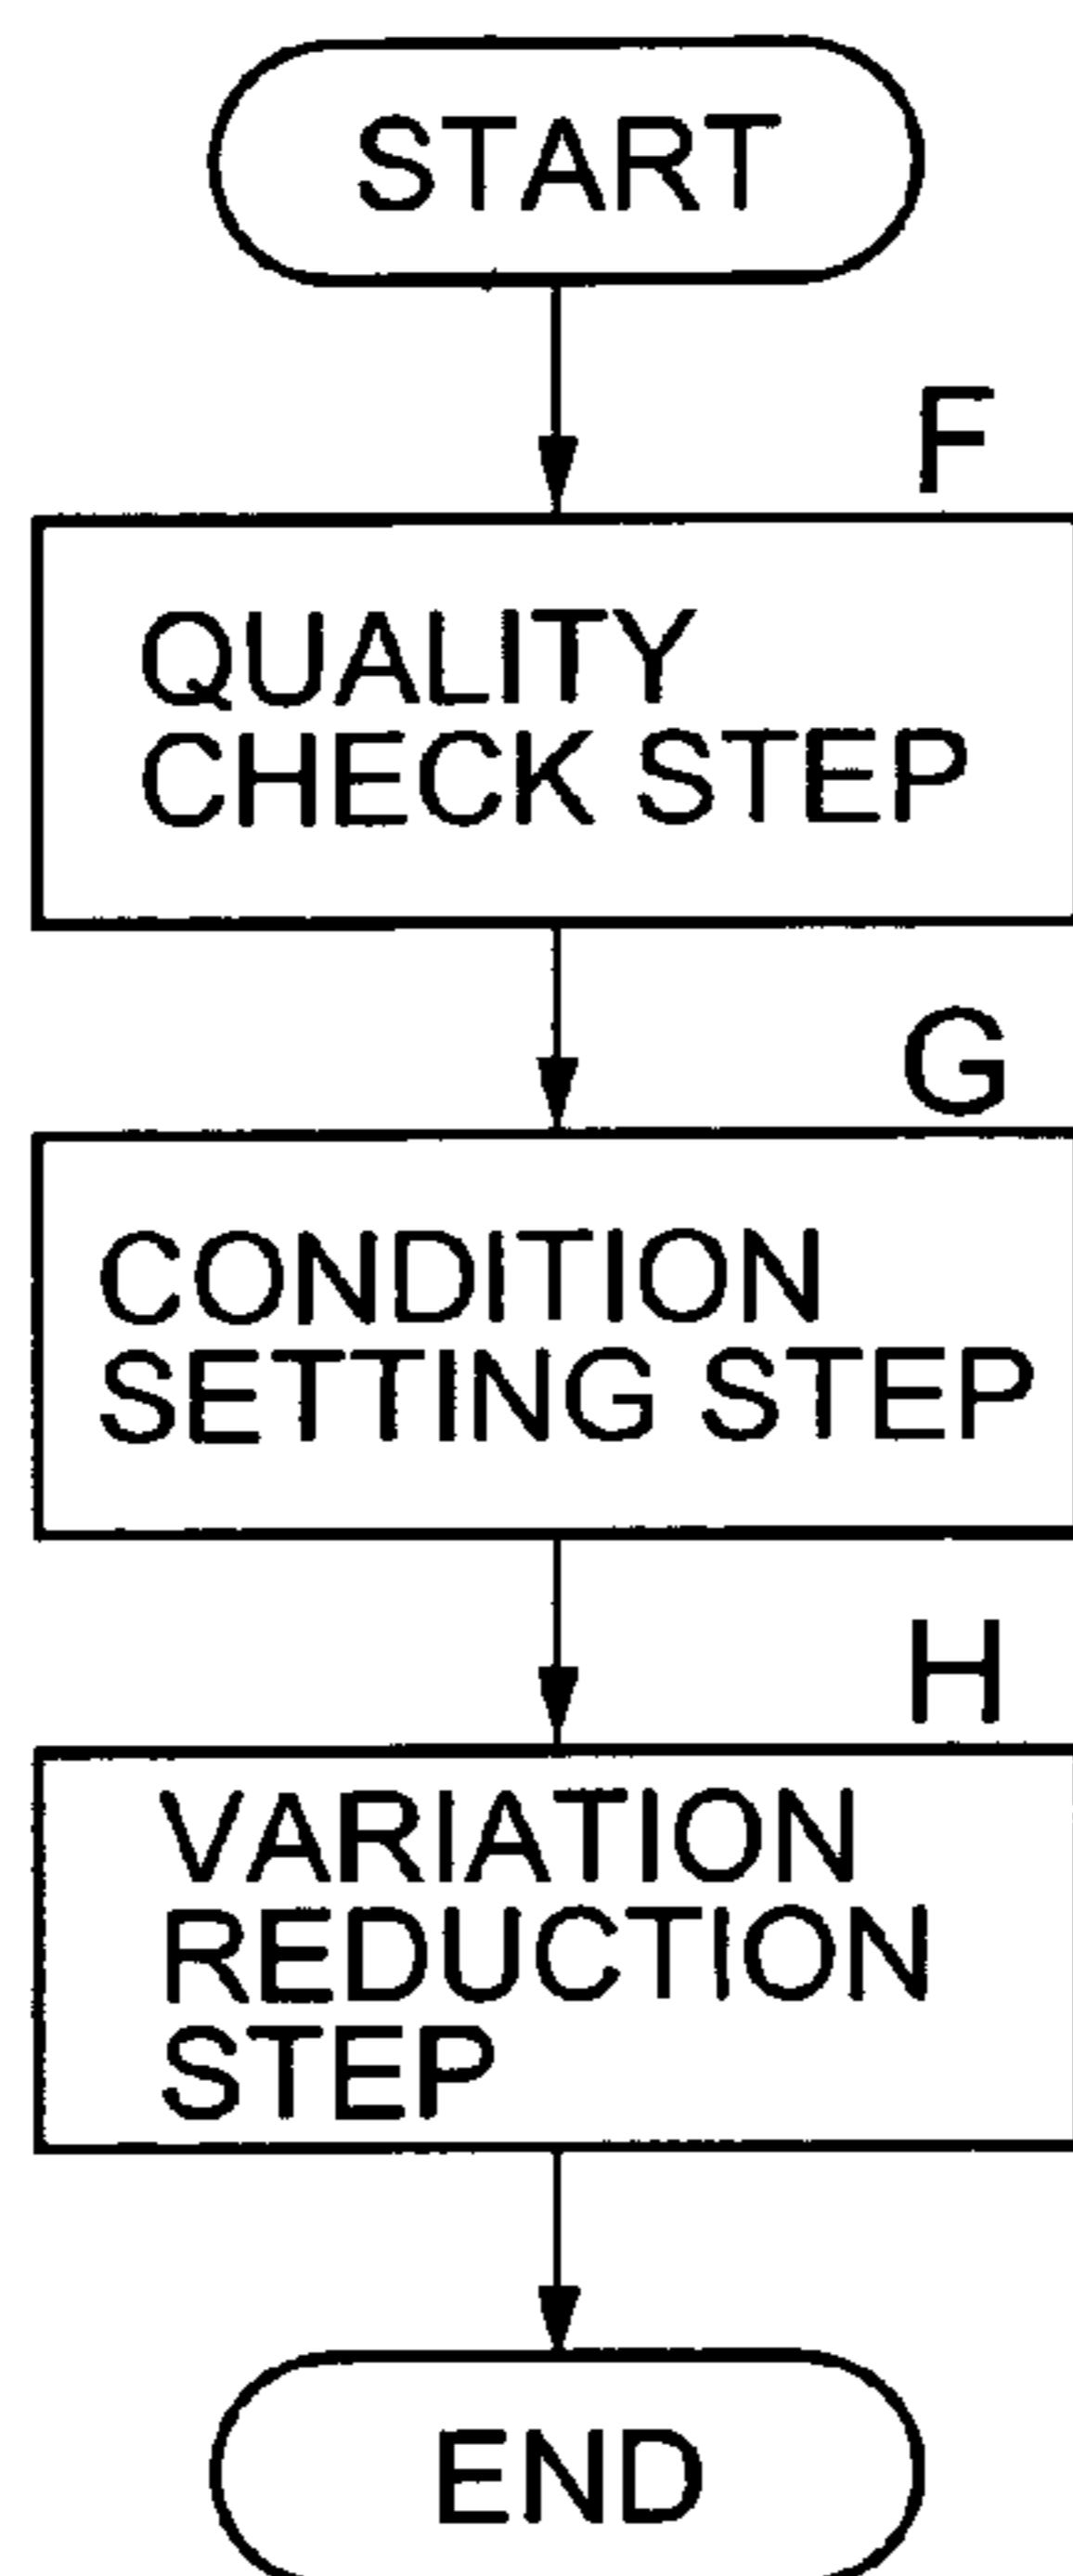 START
F
QUALITY
CHECK STEP
G
CONDITION
SETTING STEP
H
VARIATION
REDUCTION
STEP
END